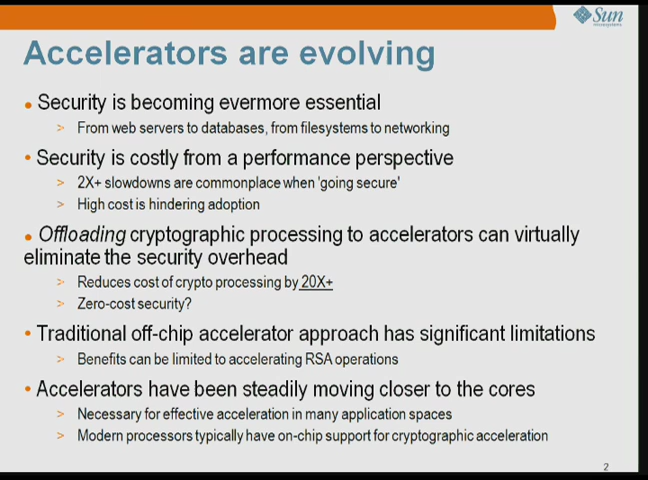 Sun
microsystems
Accelerators are evolving
• Security is becoming evermore essential
> From web servers to databases, from filesystems to networking
• Security is costly from a performance perspective
> 2X+ slowdowns are commonplace when 'going secure'
> High cost is hindering adoption
• Offloading cryptographic processing to accelerators can virtually
eliminate the security overhead
> Reduces cost of crypto processing by 20X+
> Zero-cost security?
• Traditional off-chip accelerator approach has significant limitations
> Benefits can be limited to accelerating RSA operations
• Accelerators have been steadily moving closer to the cores
> Necessary for effective acceleration in many application spaces
> Modern processors typically have on-chip support for cryptographic acceleration
2